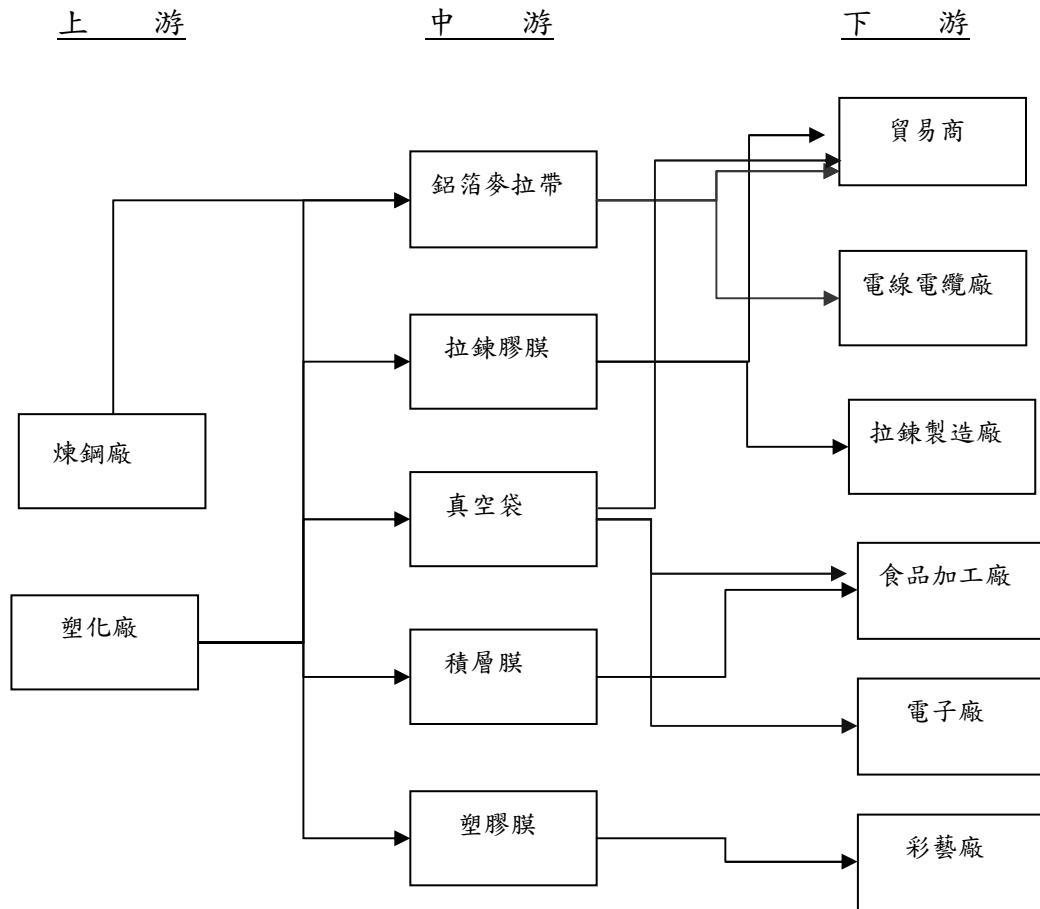 上　　游
中　　游
下　　游
煉鋼廠
塑化廠
鋁箔麥拉帶
拉鍊膠膜
真空袋
積層膜
塑膠膜
貿易商
電線電纜廠
拉鍊製造廠
食品加工廠
電子廠
彩藝廠